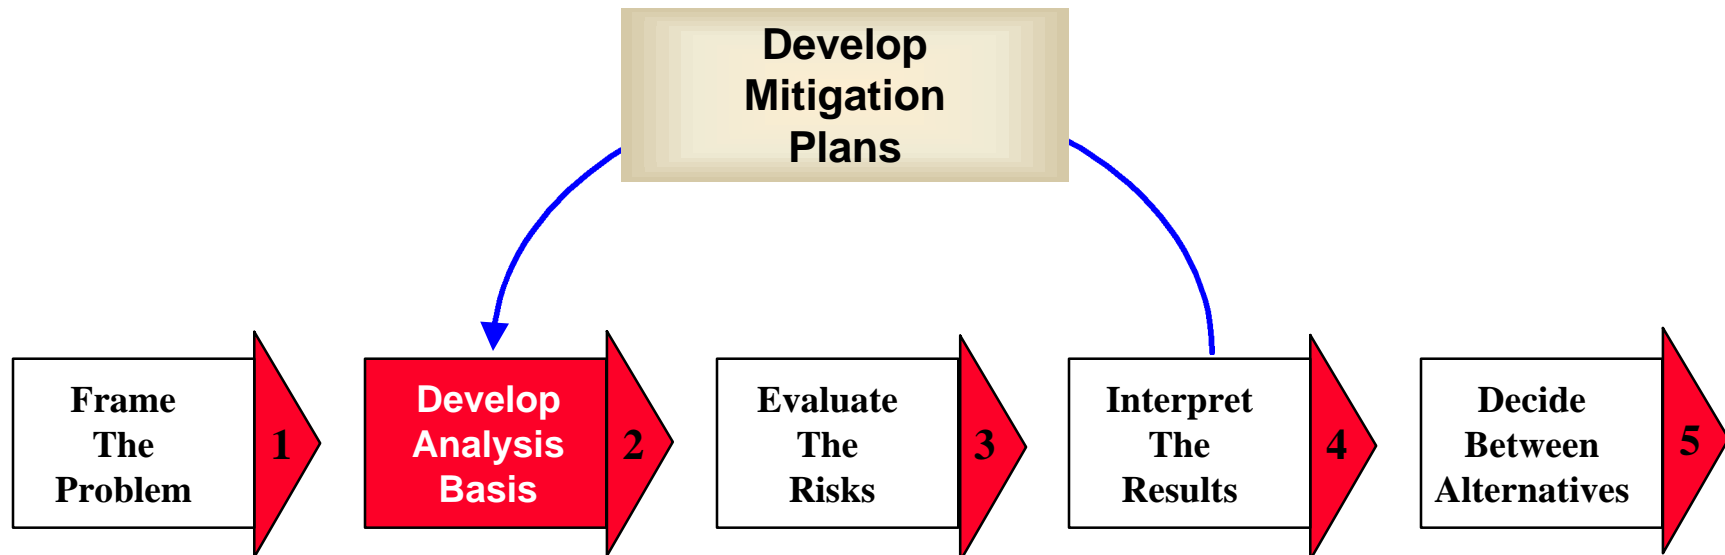 Develop
Mitigation
Plans
Frame
The
Problem
1
Develop
Analysis
Basis
2
Evaluate
The
Risks
3
Interpret
The
Results
4
Decide
Between
Alternatives
5